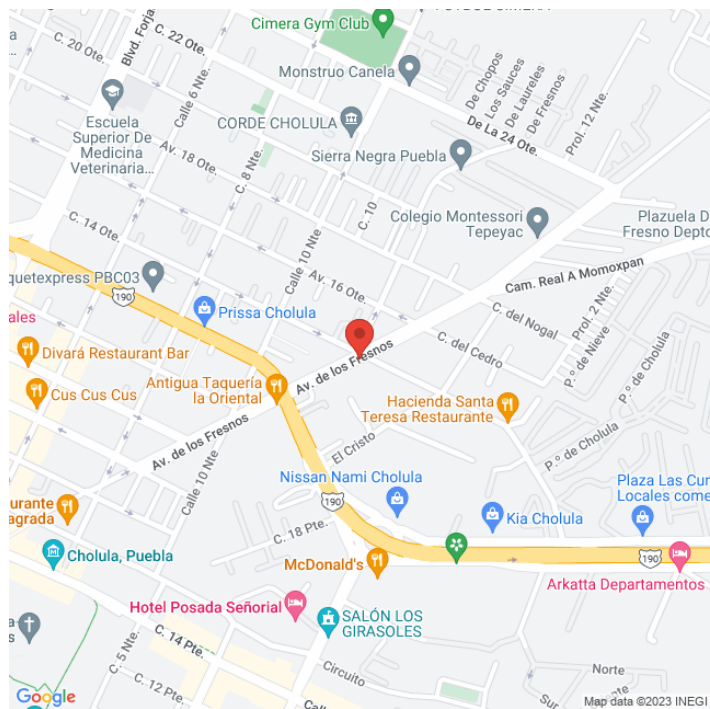 FUTBOL CIMERA
Cimera Gym Club
C. 22 Ote.
C. 20 Ote.
Blvd. Forja
Calle 6 Nte.
Monstruo Canela
De Chopos
Los Sauces
De Laureles
De Fresnos
Prol. 12 Nte.
De La 24 Ote.
Escuela
Superior De
Medicina
Veterinaria...
CORDE CHOLULA
Sierra Negra Puebla
Av. 18 Ote.
C. 8 Nte.
C. 10
Colegio Montessori
Tepeyac
Plazuela D
Fresno Depto
C. 14 Ote.
Calle 10 Nte
Av. 16 Ote.
Cam. Real A Momoxpan
quetexpress PBC03
190
Prissa Cholula
ales
C. del Nogal
Prol. 2 Nte.
P.º de Nieve
P.º de Cholula
C. del Cedro
Divará Restaurant Bar
Av. de los Fresnos
Antigua Taquería
la Oriental
Cus Cus Cus
Hacienda Santa
Teresa Restaurante
Av. de los Fresnos
El Cristo
P.º de Cholula
Calle 10 Nte
Nissan Nami Cholula
Plaza Las Cur
Locales come
urante
agrada
190
Kia Cholula
C. 18 Pte.
Cholula, Puebla
McDonald's
190
Arkatta Departamentos
Hotel Posada Señorial
SALÓN LOS
GIRASOLES
a-
s
C. 5 Nte.
C. 14 Pte.
Circuito
C. 12 Pte.
Norte
Sur
Google
Map data ©2023 INEGI